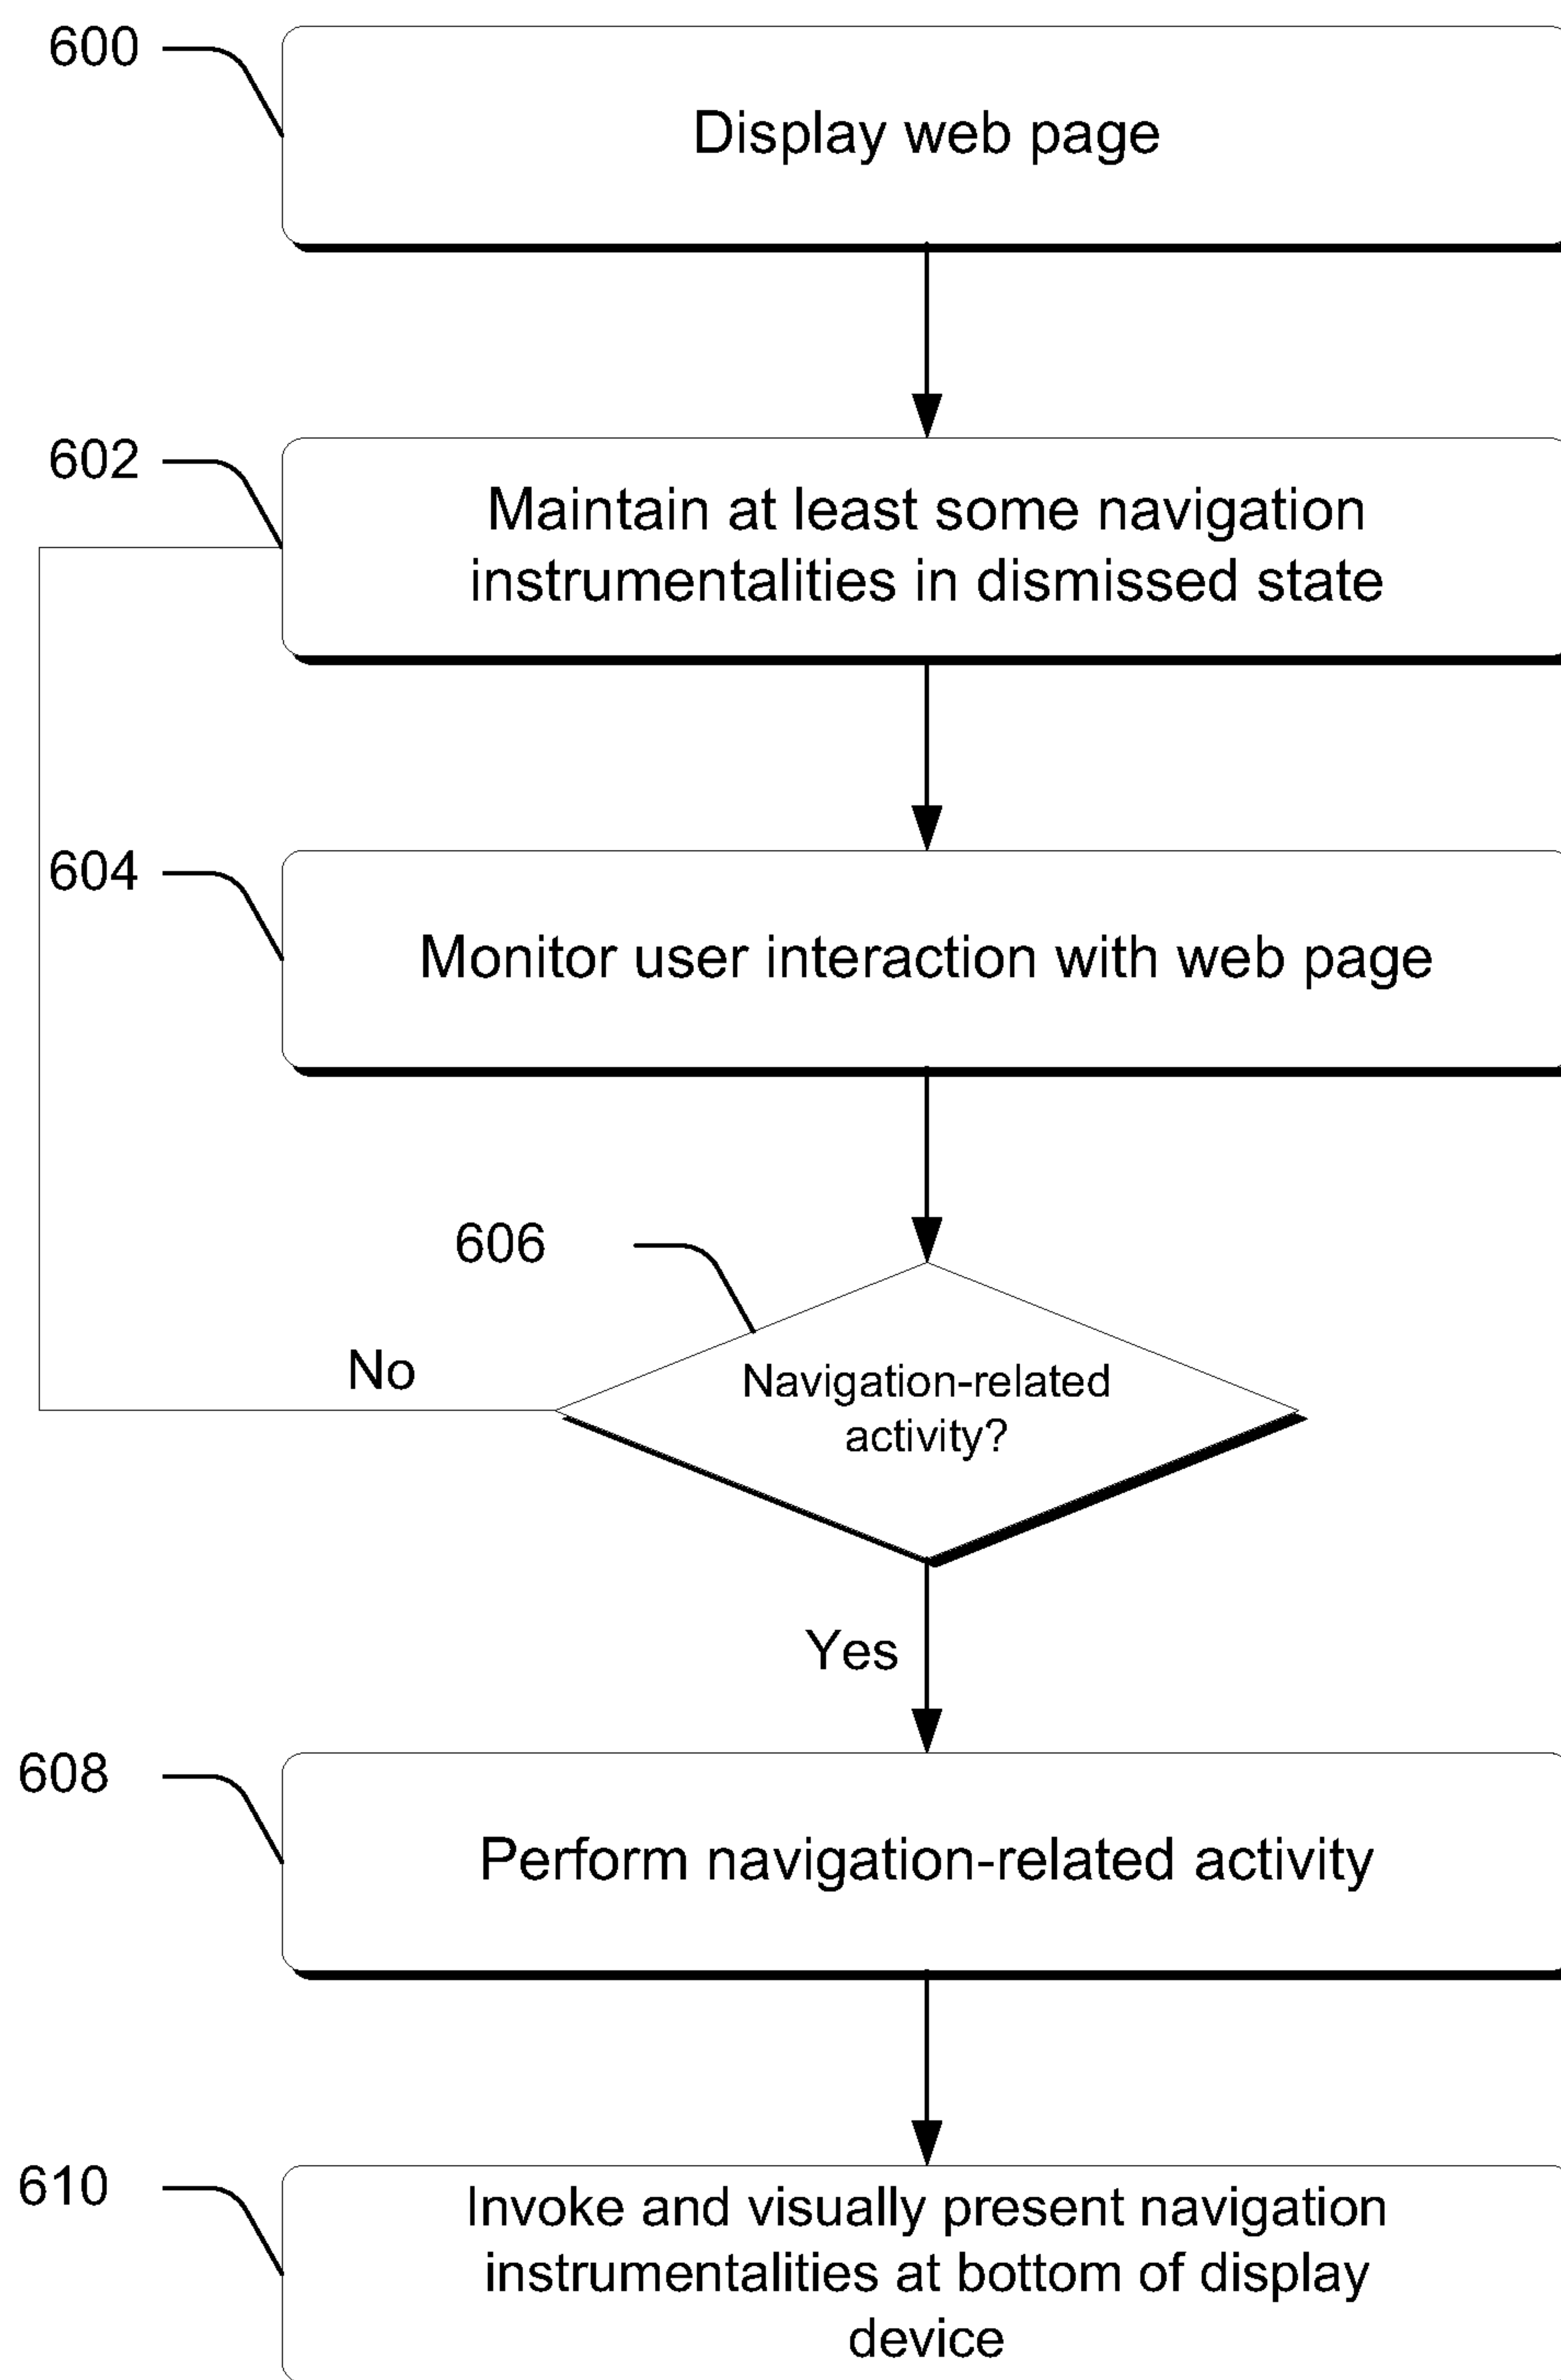 600
Display web page
602
Maintain at least some navigation
instrumentalities in dismissed state
604
Monitor user interaction with web page
606
Navigation-related
activity?
No
Yes
608
Perform navigation-related activity
610
Invoke and visually present navigation
instrumentalities at bottom of display
device